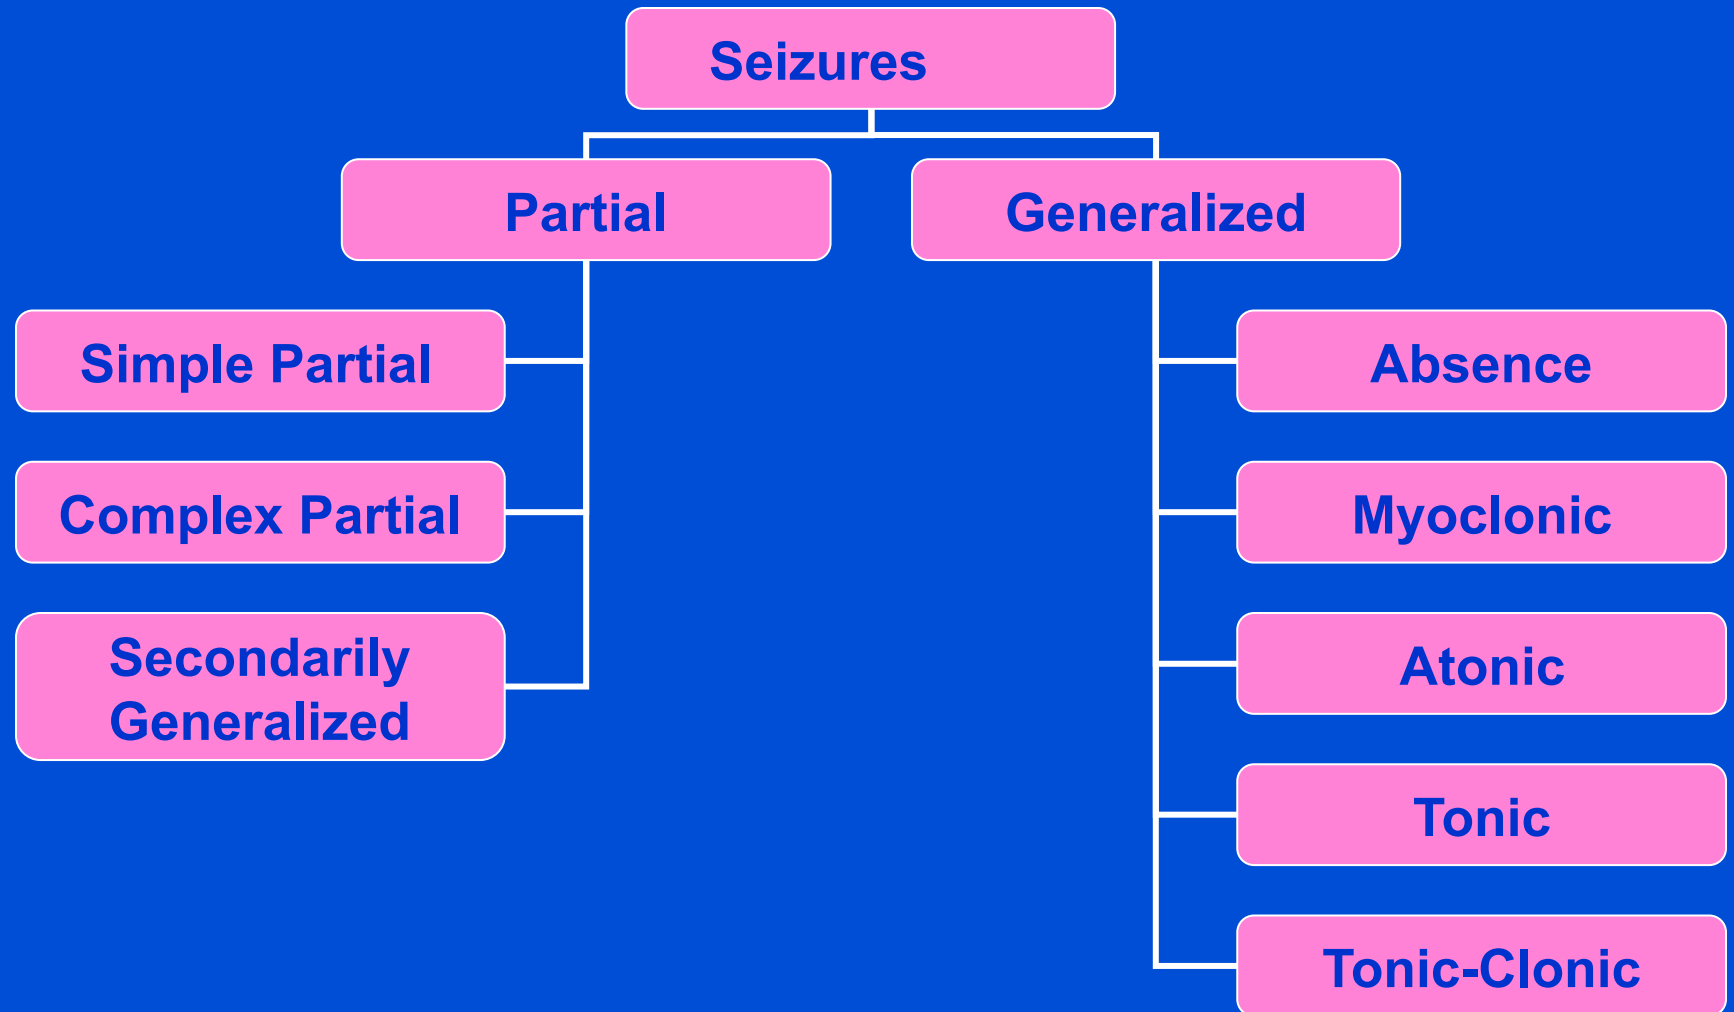 Seizures
Partial
Generalized
Simple Partial
Complex Partial
Secondarily
Generalized
Absence
Myoclonic
Atonic
Tonic
Tonic-Clonic